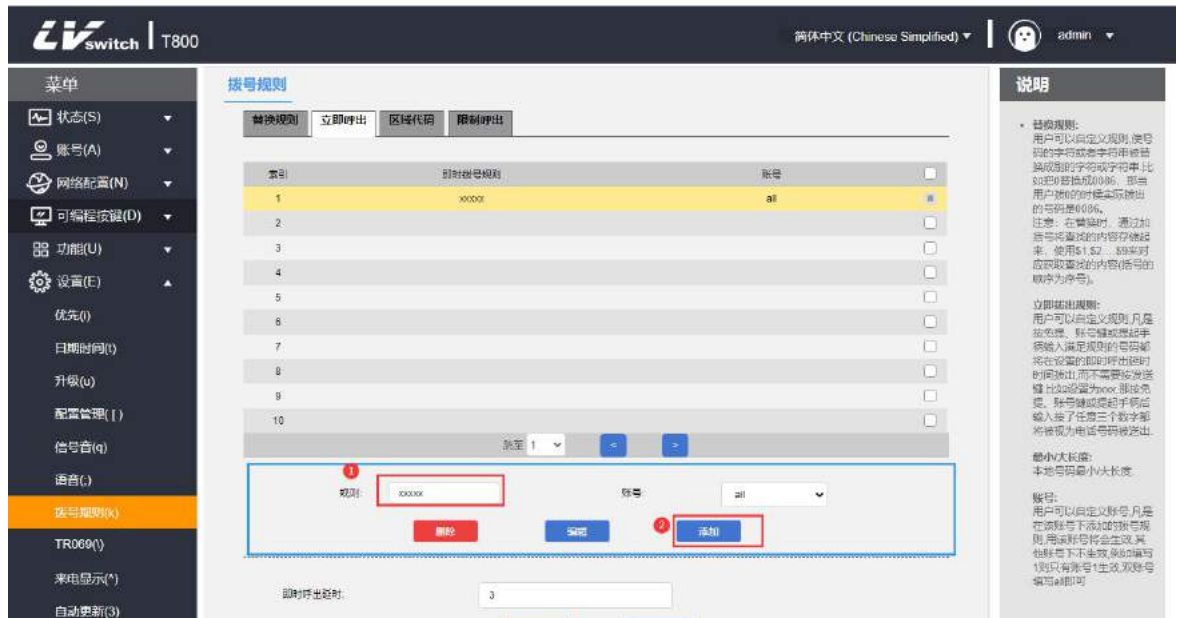 LVswitch T800
简体中文 (Chinese Simplified)
admin
菜单
状态(S)
账号(A)
网络配置(N)
可编程按键(D)
功能(U)
设置(E)
优先(i)
日期时间(t)
升级(u)
配置管理([)
信号音(q)
语音(;)
拨号规则(k)
TR069(\)
来电显示(^)
自动更新(3)
拨号规则
替换规则 立即呼出 区域代码 限制呼出
索引 即时拨号规则 账号
1 xxxxx all
2
3
4
5
6
7
8
9
10
跳至 1 < >
1
规则: xxxxx 账号 all
删除 编辑 2 添加
即时呼出延时: 3
说明
替换规则:
用户可以自定义规则,使号
码的字符或者字符串被替
换成别的字符或字符串,比
如把0替换成0086，那当
用户拨0的时候实际拨出
的号码是0086。
注意：在替换时，通过加
括号将查找的内容存储起
来，使用$1,$2... $9来对
应获取查找的内容(括号的
顺序为序号)。
立即拨出规则:
用户可以自定义规则,凡是
按免提、账号键或提起手
柄输入满足规则的号码都
将在设置的即时呼出延时
时间拨出,而不需要按发送
键,比如设置为xxx,那按免
提、账号键或提起手柄后
输入按了任意三个数字都
将被视为电话号码被送出.
最小/大长度:
本地号码最小/大长度
账号:
用户可以自定义账号,凡是
在该账号下添加的拨号规
则,用该账号将会生效,其
他账号下不生效,例如填写
1则只有账号1生效,双账号
填写all即可